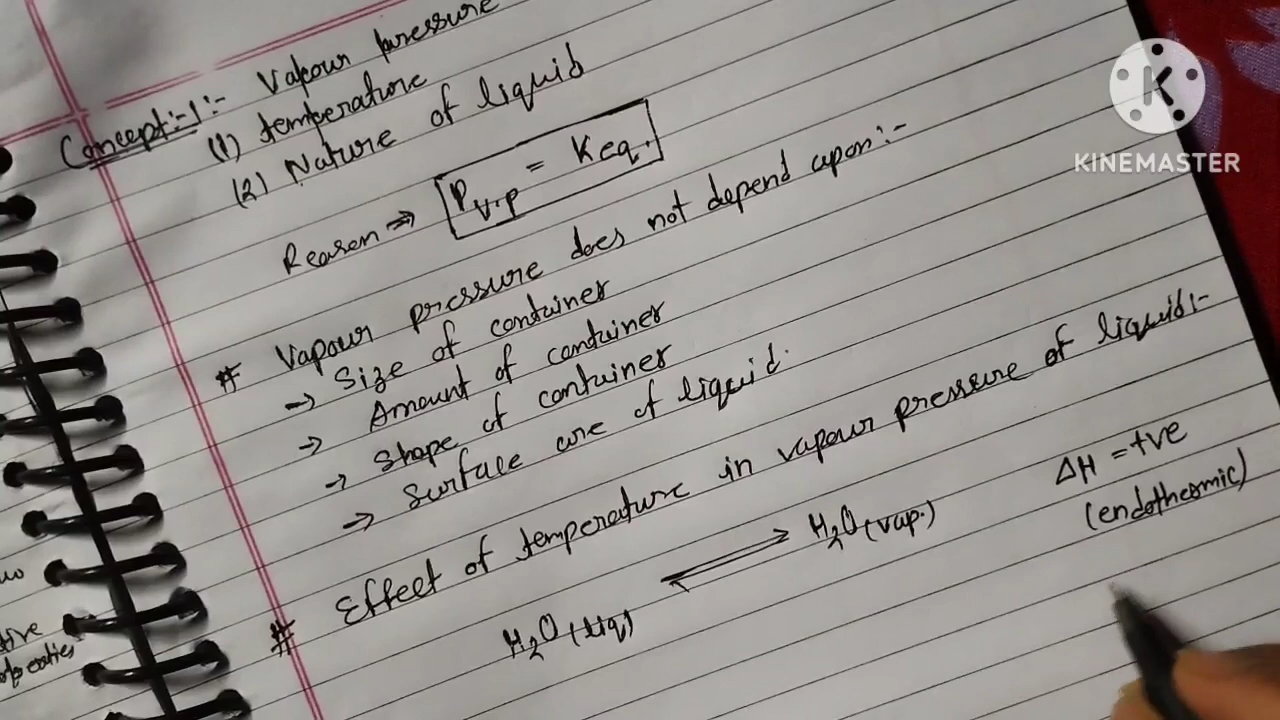 Concept:-1:- Vapour pressure
(1) temperature
(2) Nature of liquid
Reason ⇒ P v.p = Keq.
# Vapour pressure does not depend upon:-
→ Size of container
→ Amount of container
→ Shape of container
→ Surface are of liquid.
# Effect of temperature in vapour pressure of liquid:-
H₂O (liq) ⇌ H₂O (vap.) ΔH = +ve
(endothermic)
KINEMASTER